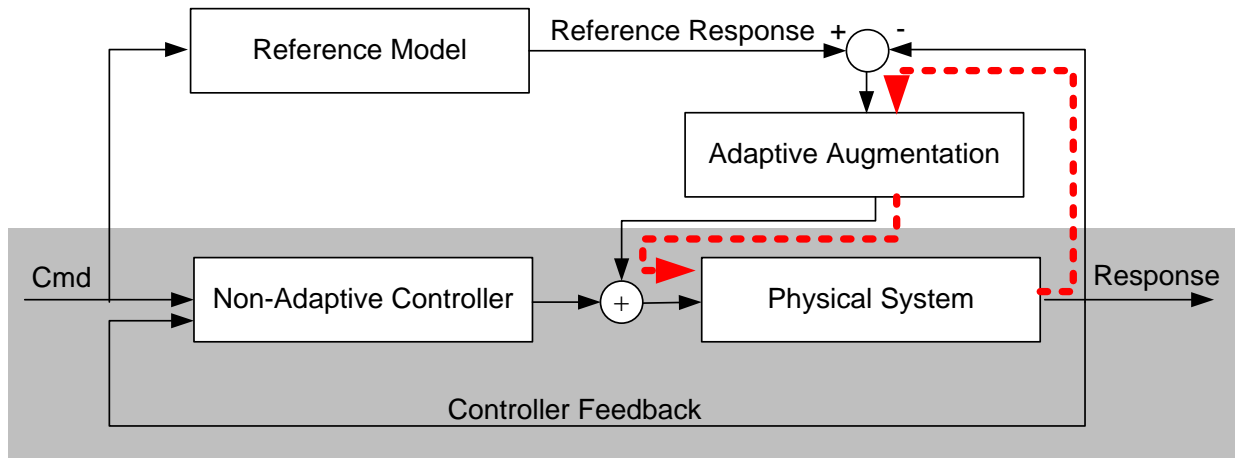 Reference Response + -
Reference Model
Adaptive Augmentation
Cmd
Response
Non-Adaptive Controller
+
Physical System
Controller Feedback